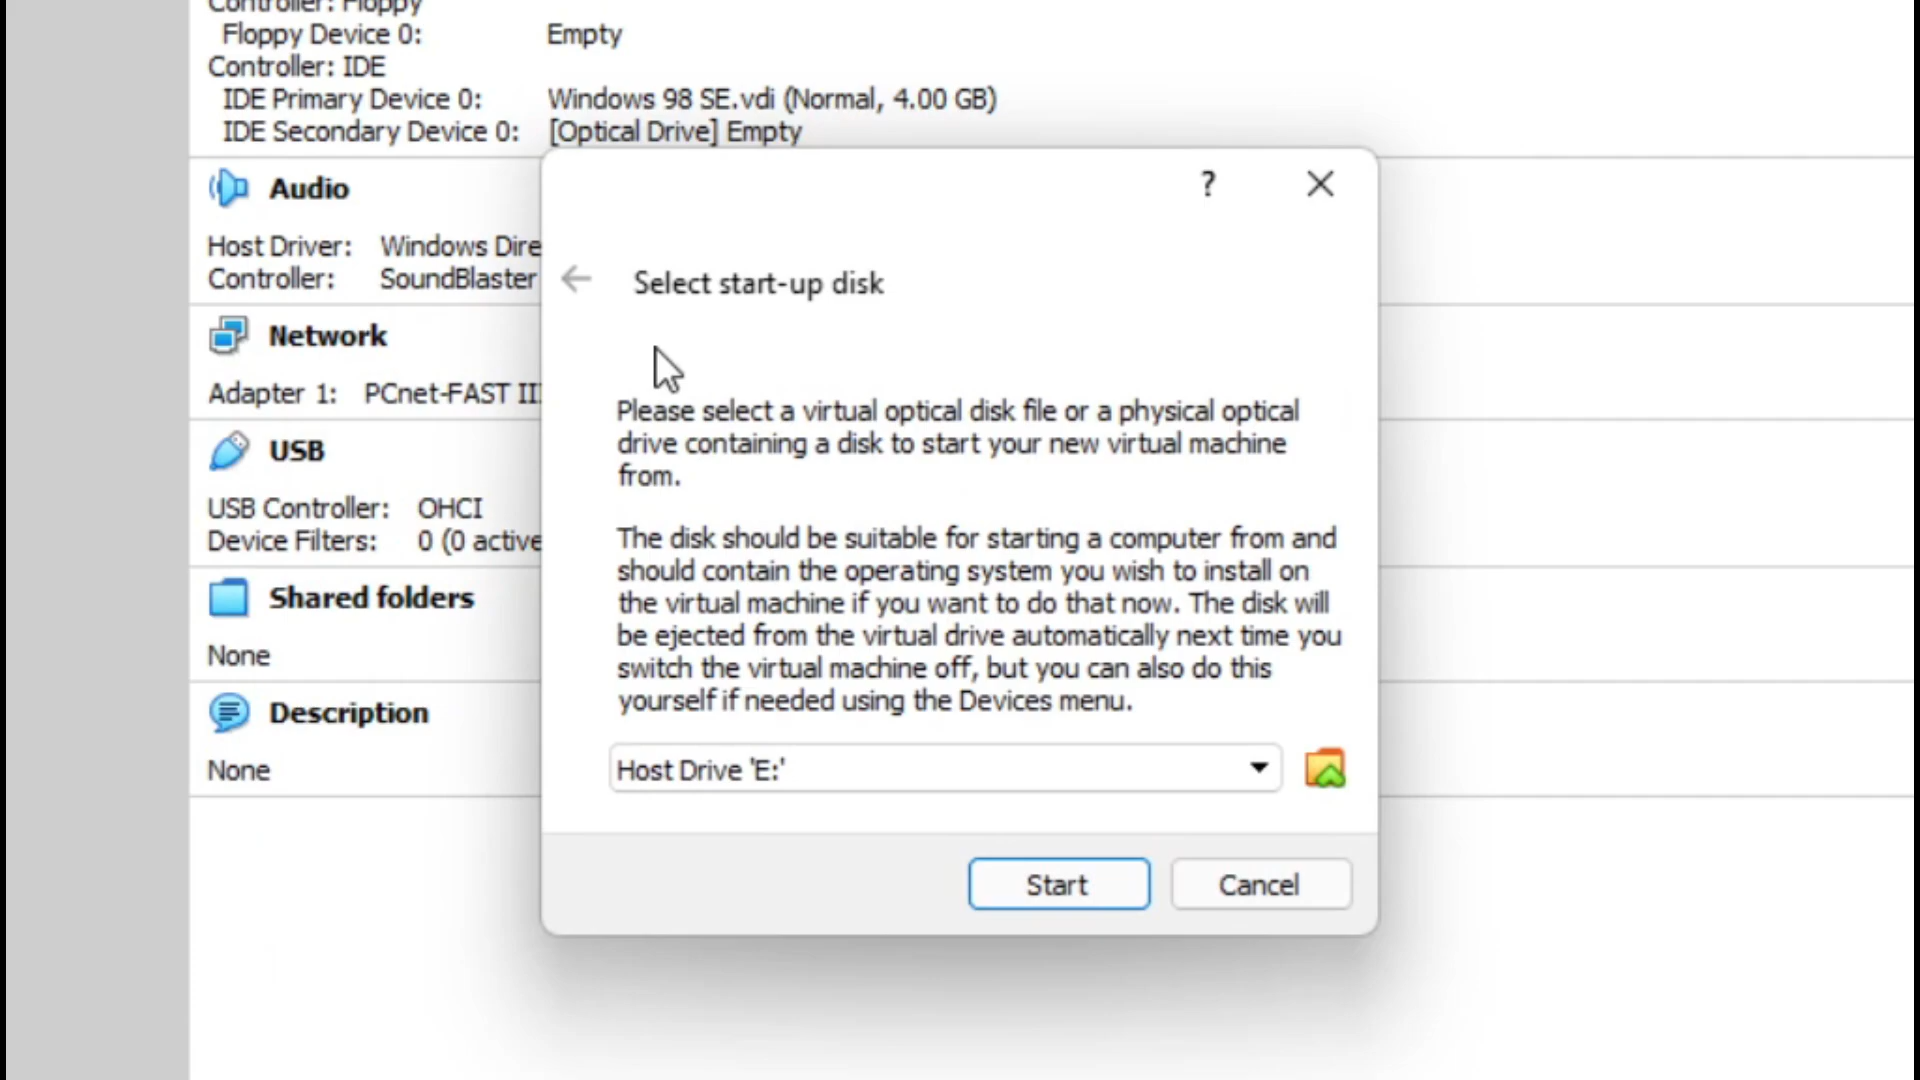 Controller: Floppy
Floppy Device 0: Empty
Controller: IDE
IDE Primary Device 0: Windows 98 SE.vdi (Normal, 4.00 GB)
IDE Secondary Device 0: [Optical Drive] Empty
Audio
Host Driver: Windows Dire
Controller: SoundBlaster
Network
Adapter 1: PCnet-FAST III
USB
USB Controller: OHCI
Device Filters: 0 (0 active
Shared folders
None
Description
None
?
Select start-up disk
Please select a virtual optical disk file or a physical optical
drive containing a disk to start your new virtual machine
from.
The disk should be suitable for starting a computer from and
should contain the operating system you wish to install on
the virtual machine if you want to do that now. The disk will
be ejected from the virtual drive automatically next time you
switch the virtual machine off, but you can also do this
yourself if needed using the Devices menu.
Host Drive 'E:'
Start
Cancel